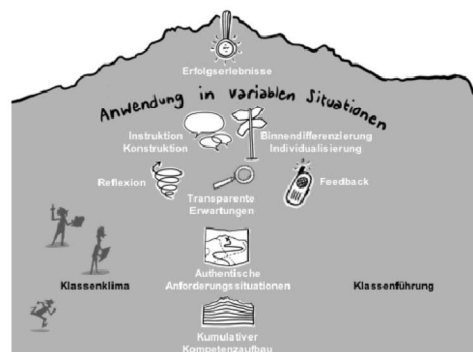 Erfolgserlebnisse
Anwendung in variablen Situationen
Instruktion
Konstruktion
Binnendifferenzierung
Individualisierung
Reflexion
Feedback
Transparente
Erwartungen
Authentische
Klassenklima
Anforderungssituationen
Klassenführung
Kumulativer
Kompetenzaufbau